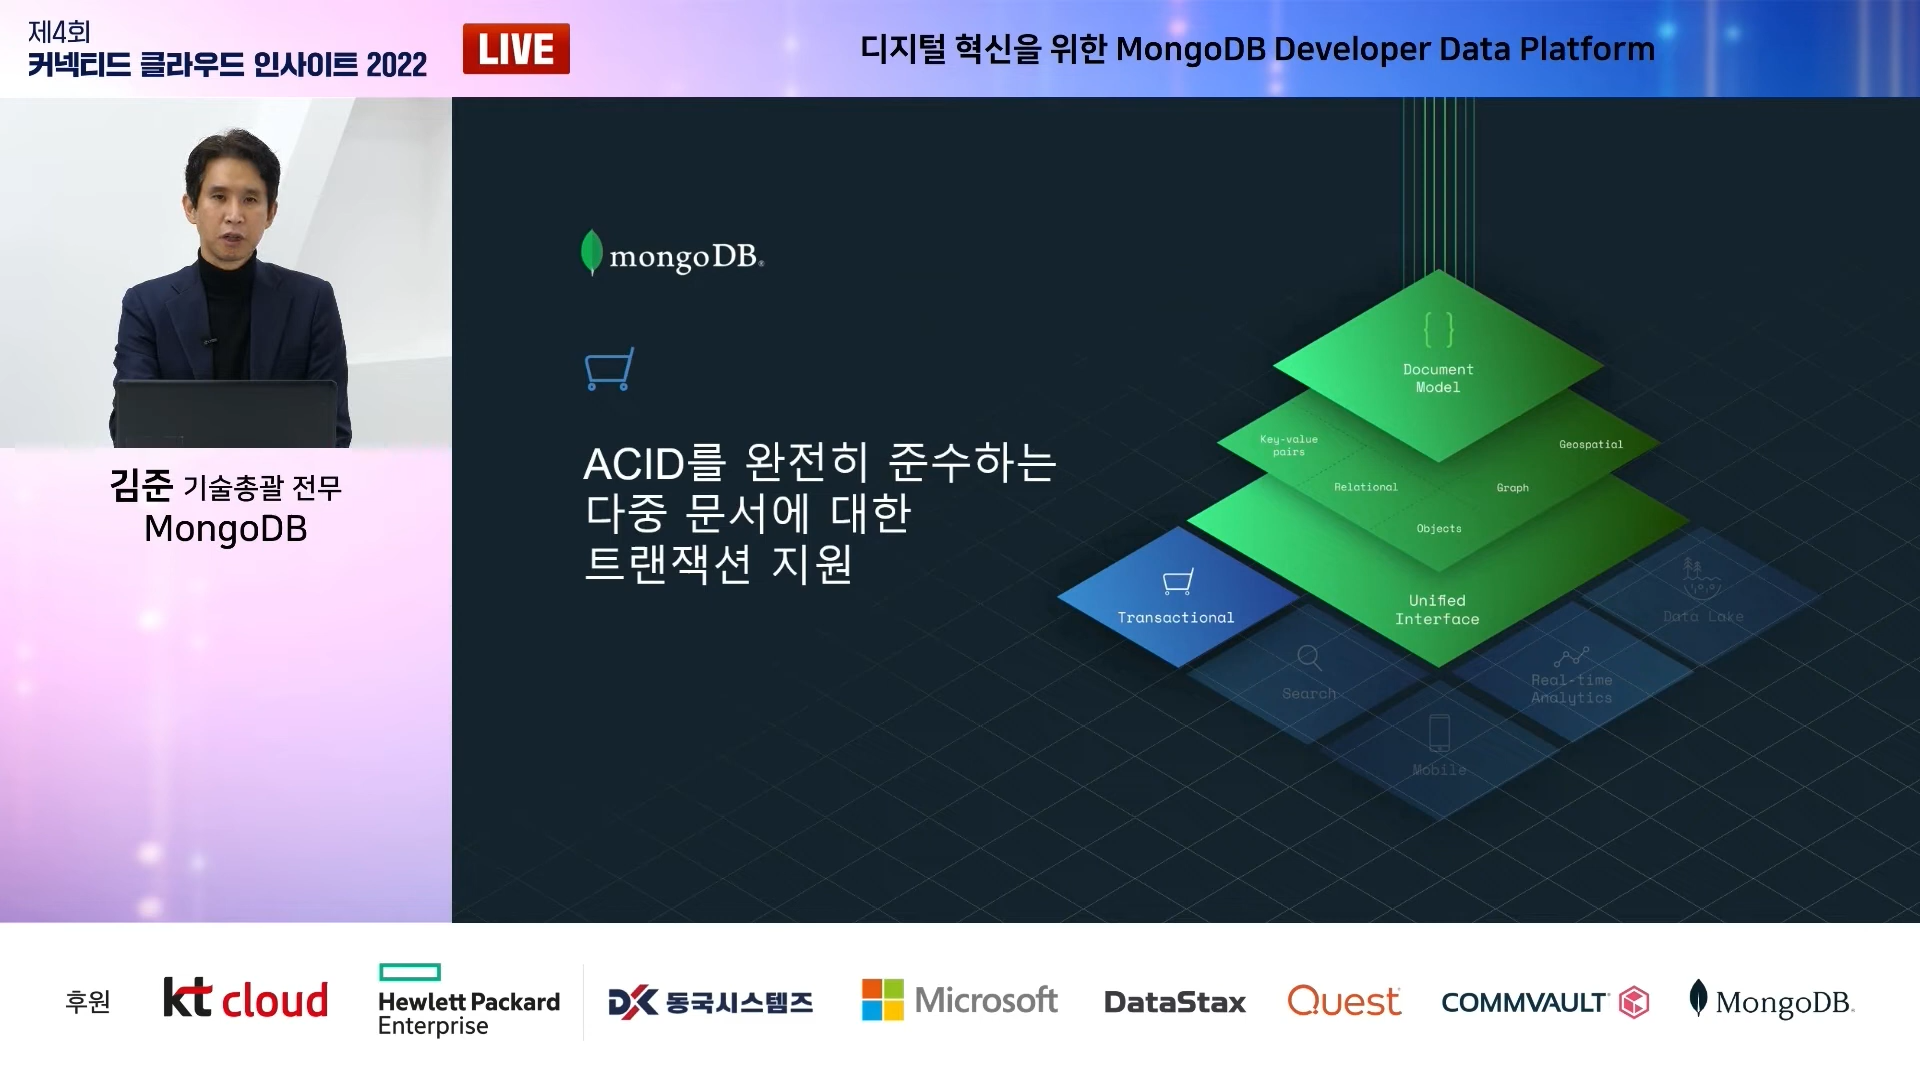 제4회
커넥티드 클라우드 인사이트 2022
LIVE
디지털 혁신을 위한 MongoDB Developer Data Platform
김준 기술총괄 전무
MongoDB
mongoDB®
ACID를 완전히 준수하는
다중 문서에 대한
트랜잭션 지원
{ }
Document
Model
Key-value
pairs
Geospatial
Relational
Graph
Objects
Unified
Interface
Transactional
Search
Mobile
Real-time
Analytics
Data Lake
후원
kt cloud
Hewlett Packard
Enterprise
DK 동국시스템즈
Microsoft
DataStax
Quest
COMMVAULT
MongoDB.